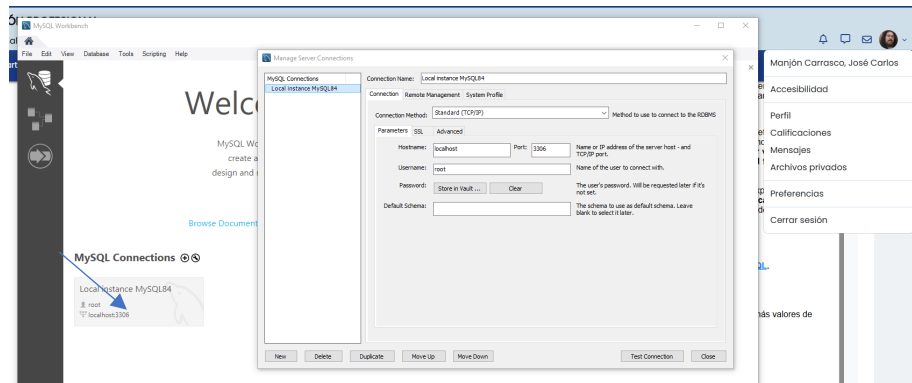 MySQL Workbench
File Edit View Database Tools Scripting Help
Welc
MySQL Wo
create a
design and
Browse Document
MySQL Connections
Local instance MySQL84
root
localhost:3306
Manage Server Connections
MySQL Connections
Local instance MySQL84
Connection Name: Local instance MySQL84
Connection Remote Management System Profile
Connection Method: Standard (TCP/IP) Method to use to connect to the RDBMS
Parameters SSL Advanced
Hostname: localhost Port: 3306 Name or IP address of the server host - and
TCP/IP port.
Username: root Name of the user to connect with.
Password: Store in Vault ... Clear The user's password. Will be requested later if it's
not set.
Default Schema: The schema to use as default schema. Leave
blank to select it later.
New Delete Duplicate Move Up Move Down Test Connection Close
Manjón Carrasco, José Carlos
Accesibilidad
Perfil
Calificaciones
Mensajes
Archivos privados
Preferencias
Cerrar sesión
QL.
más valores de